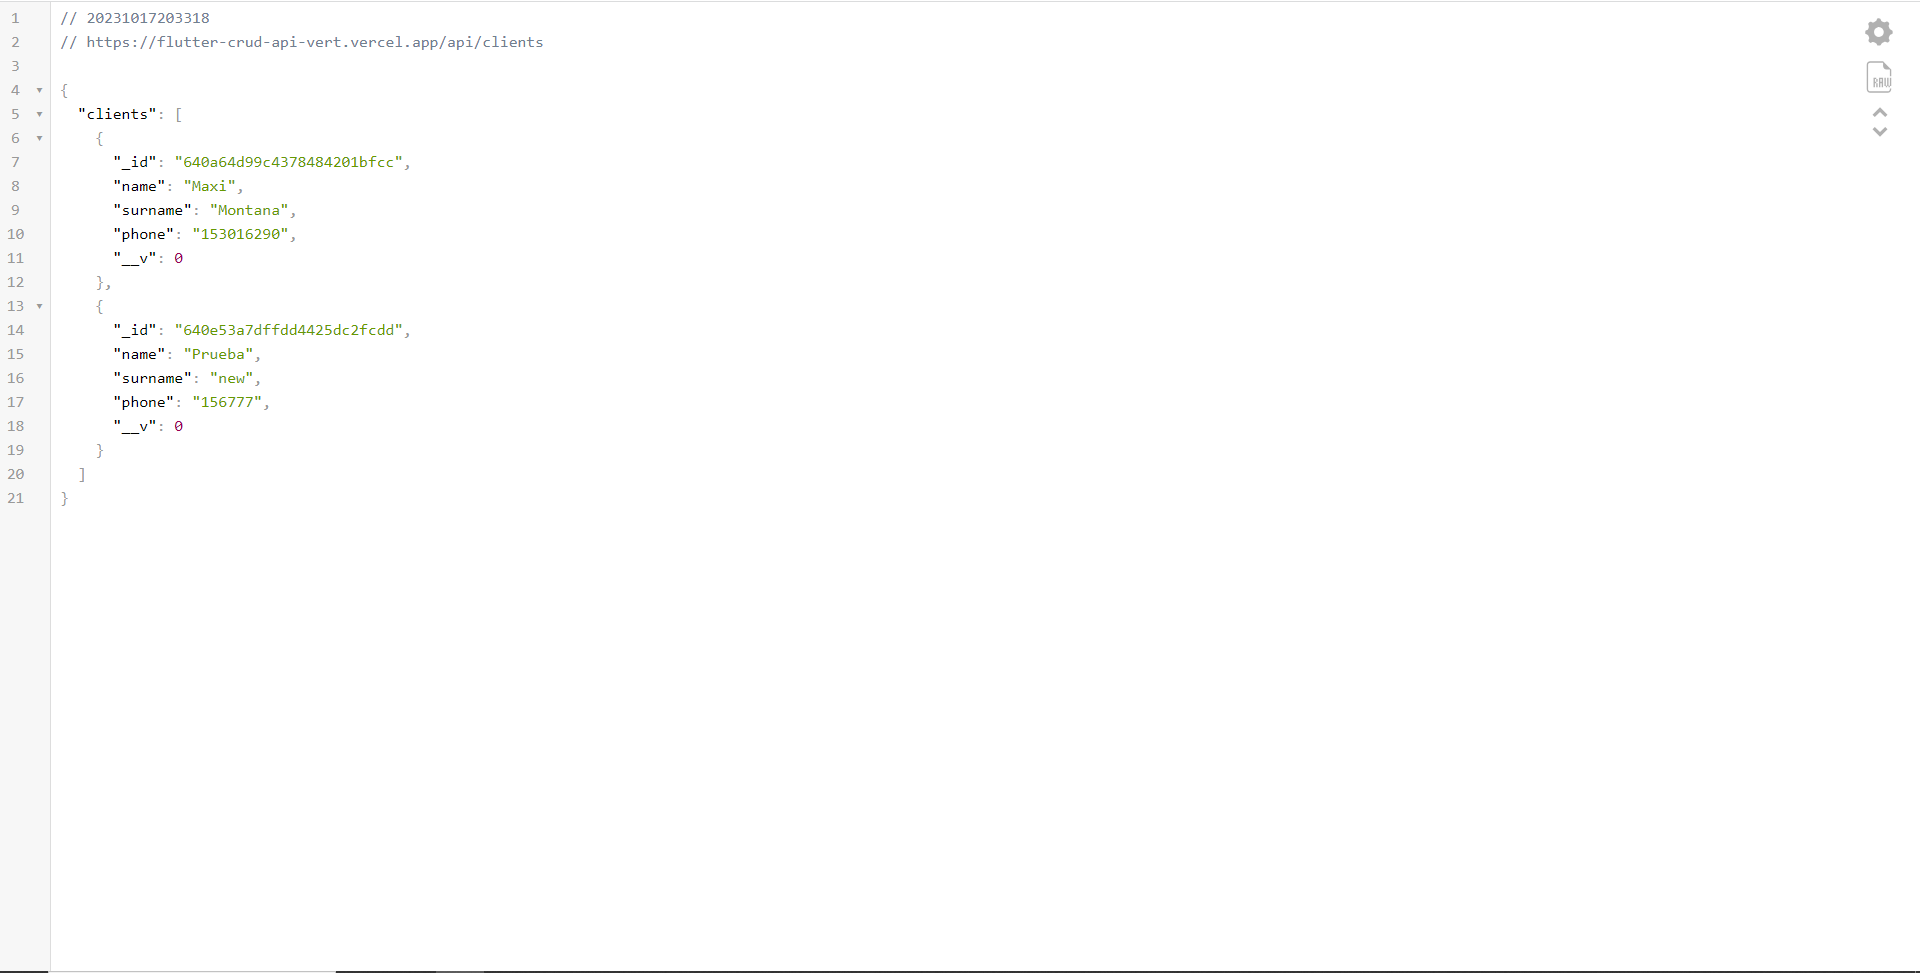 1 // 20231017203318
2 // https://flutter-crud-api-vert.vercel.app/api/clients
3
4 {
5 "clients": [
6 {
7 "_id": "640a64d99c4378484201bfcc",
8 "name": "Maxi",
9 "surname": "Montana",
10 "phone": "153016290",
11 "__v": 0
12 },
13 {
14 "_id": "640e53a7dffdd4425dc2fcdd",
15 "name": "Prueba",
16 "surname": "new",
17 "phone": "156777",
18 "__v": 0
19 }
20 ]
21 }
RAW